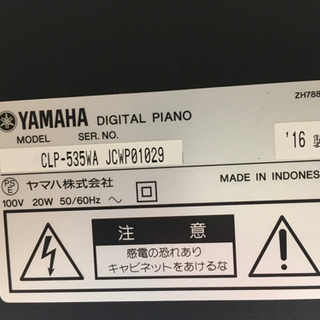 ZH788
YAMAHA DIGITAL PIANO
MODEL SER. NO.
CLP-535WA JCWP01029
'16 製
PSE ヤマハ株式会社
100V 20W 50/60Hz
MADE IN INDONES
注 意
感電の恐れあり
キャビネットをあけるな